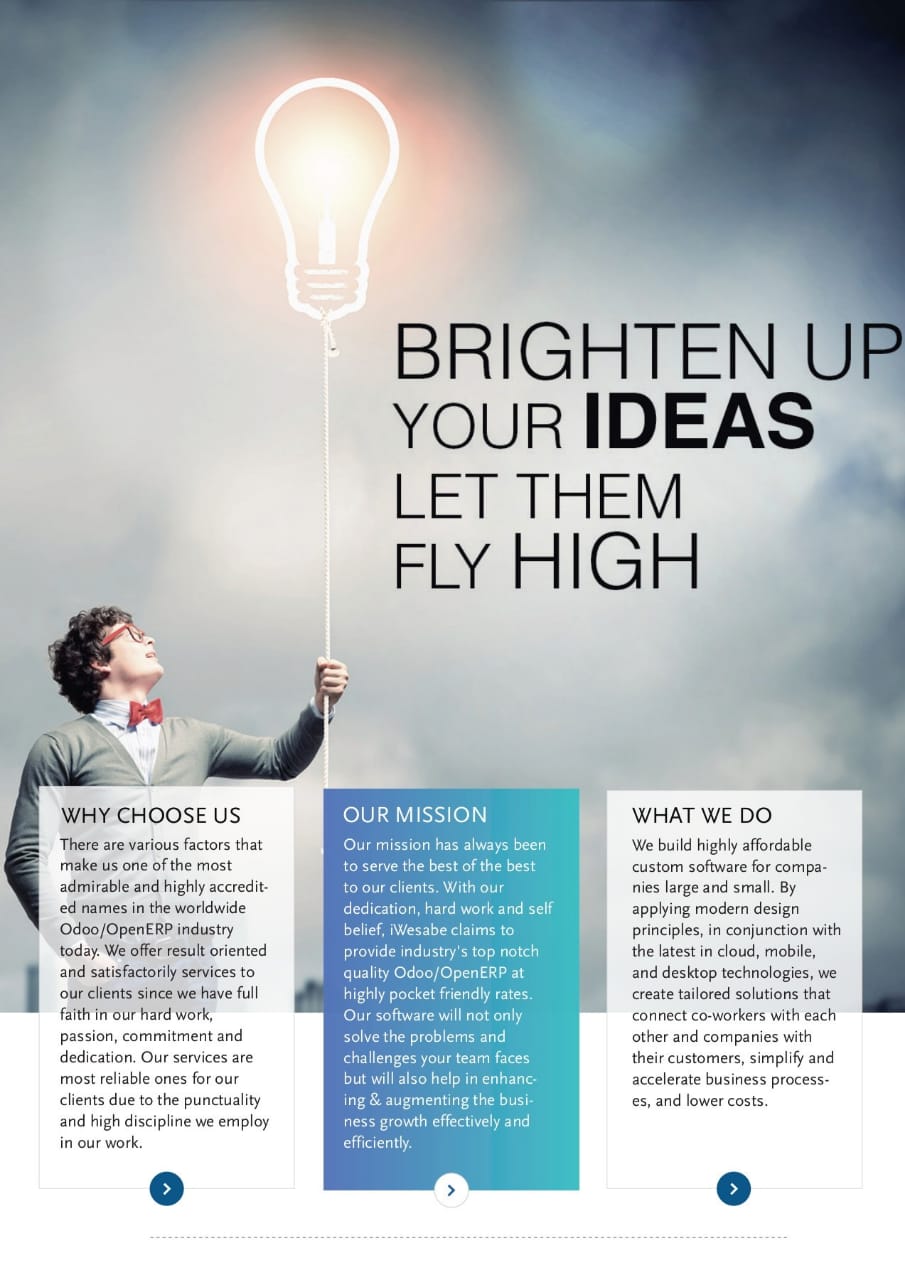 BRIGHTEN UP
YOUR IDEAS
LET THEM
FLY HIGH
WHY CHOOSE US
There are various factors that
make us one of the most
admirable and highly accredit-
ed names in the worldwide
Odoo/OpenERP industry
today. We offer result oriented
and satisfactorily services to
our clients since we have full
faith in our hard work,
passion, commitment and
dedication. Our services are
most reliable ones for our
clients due to the punctuality
and high discipline we employ
in our work.
OUR MISSION
Our mission has always been
to serve the best of the best
to our clients. With our
dedication, hard work and self
belief, iWesabe claims to
provide industry's top notch
quality Odoo/OpenERP at
highly pocket friendly rates.
Our software will not only
solve the problems and
challenges your team faces
but will also help in enhanc-
ing & augmenting the busi-
ness growth effectively and
efficiently.
WHAT WE DO
We build highly affordable
custom software for compa-
nies large and small. By
applying modern design
principles, in conjunction with
the latest in cloud, mobile,
and desktop technologies, we
create tailored solutions that
connect co-workers with each
other and companies with
their customers, simplify and
accelerate business process-
es, and lower costs.